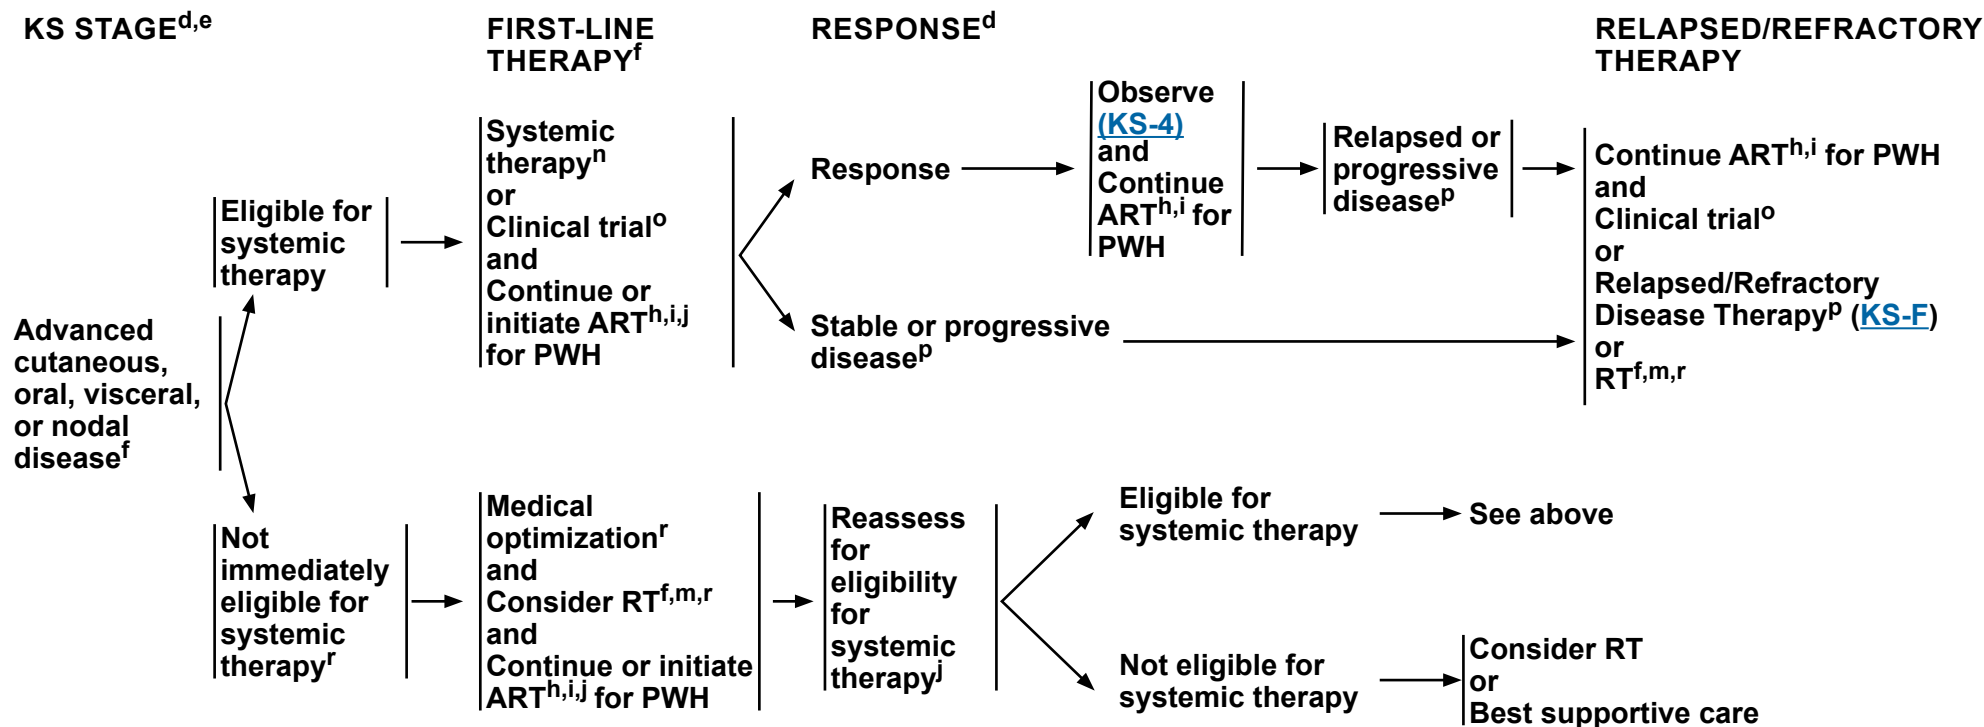 KS STAGEd,e
FIRST-LINE
THERAPYf
RESPONSEd
RELAPSED/REFRACTORY
THERAPY
Advanced
cutaneous,
oral, visceral,
or nodal
diseasef
Eligible for
systemic
therapy
Systemic
therapyn
or
Clinical trialo
and
Continue or
initiate ARTh,i,j
for PWH
Response
Observe
(KS-4)
and
Continue
ARTh,i for
PWH
Relapsed or
progressive
diseasep
Stable or progressive
diseasep
Continue ARTh,i for PWH
and
Clinical trialo
or
Relapsed/Refractory
Disease Therapyp (KS-F)
or
RTf,m,r
Not
immediately
eligible for
systemic
therapyr
Medical
optimizationr
and
Consider RTf,m,r
and
Continue or initiate
ARTh,i,j for PWH
Reassess
for
eligibility
for
systemic
therapyj
Eligible for
systemic therapy
See above
Not eligible for
systemic therapy
Consider RT
or
Best supportive care